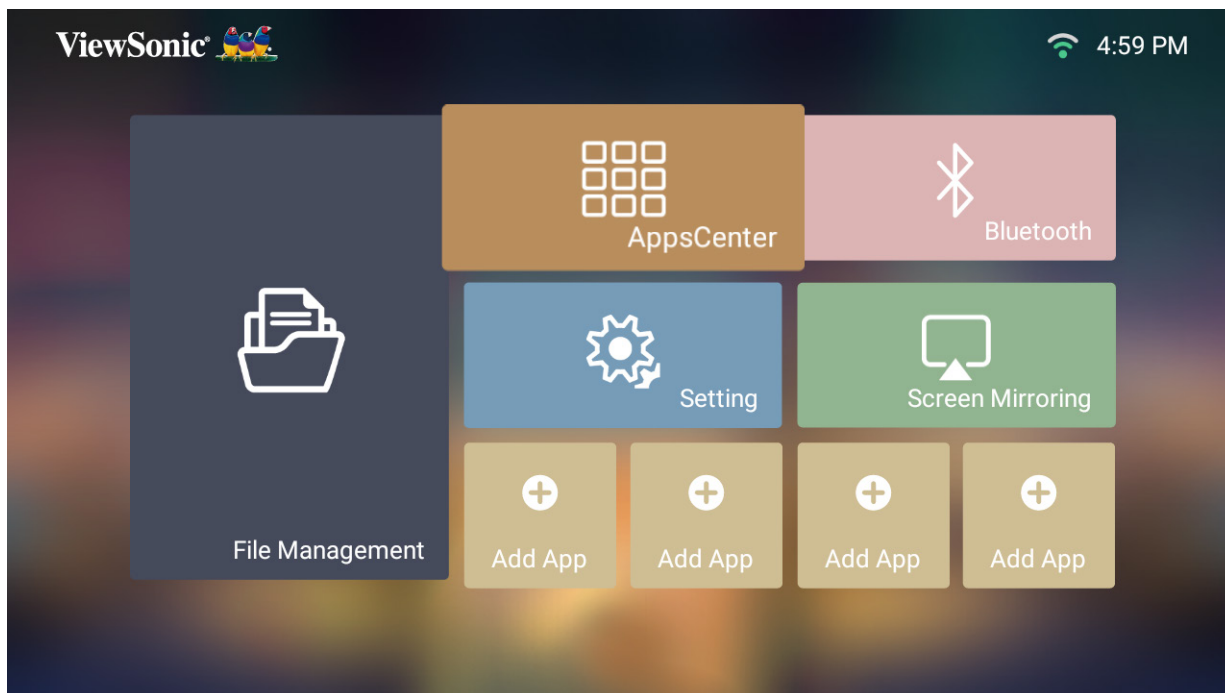 ViewSonic®
4:59 PM
AppsCenter
Bluetooth
Setting
Screen Mirroring
File Management
Add App
Add App
Add App
Add App